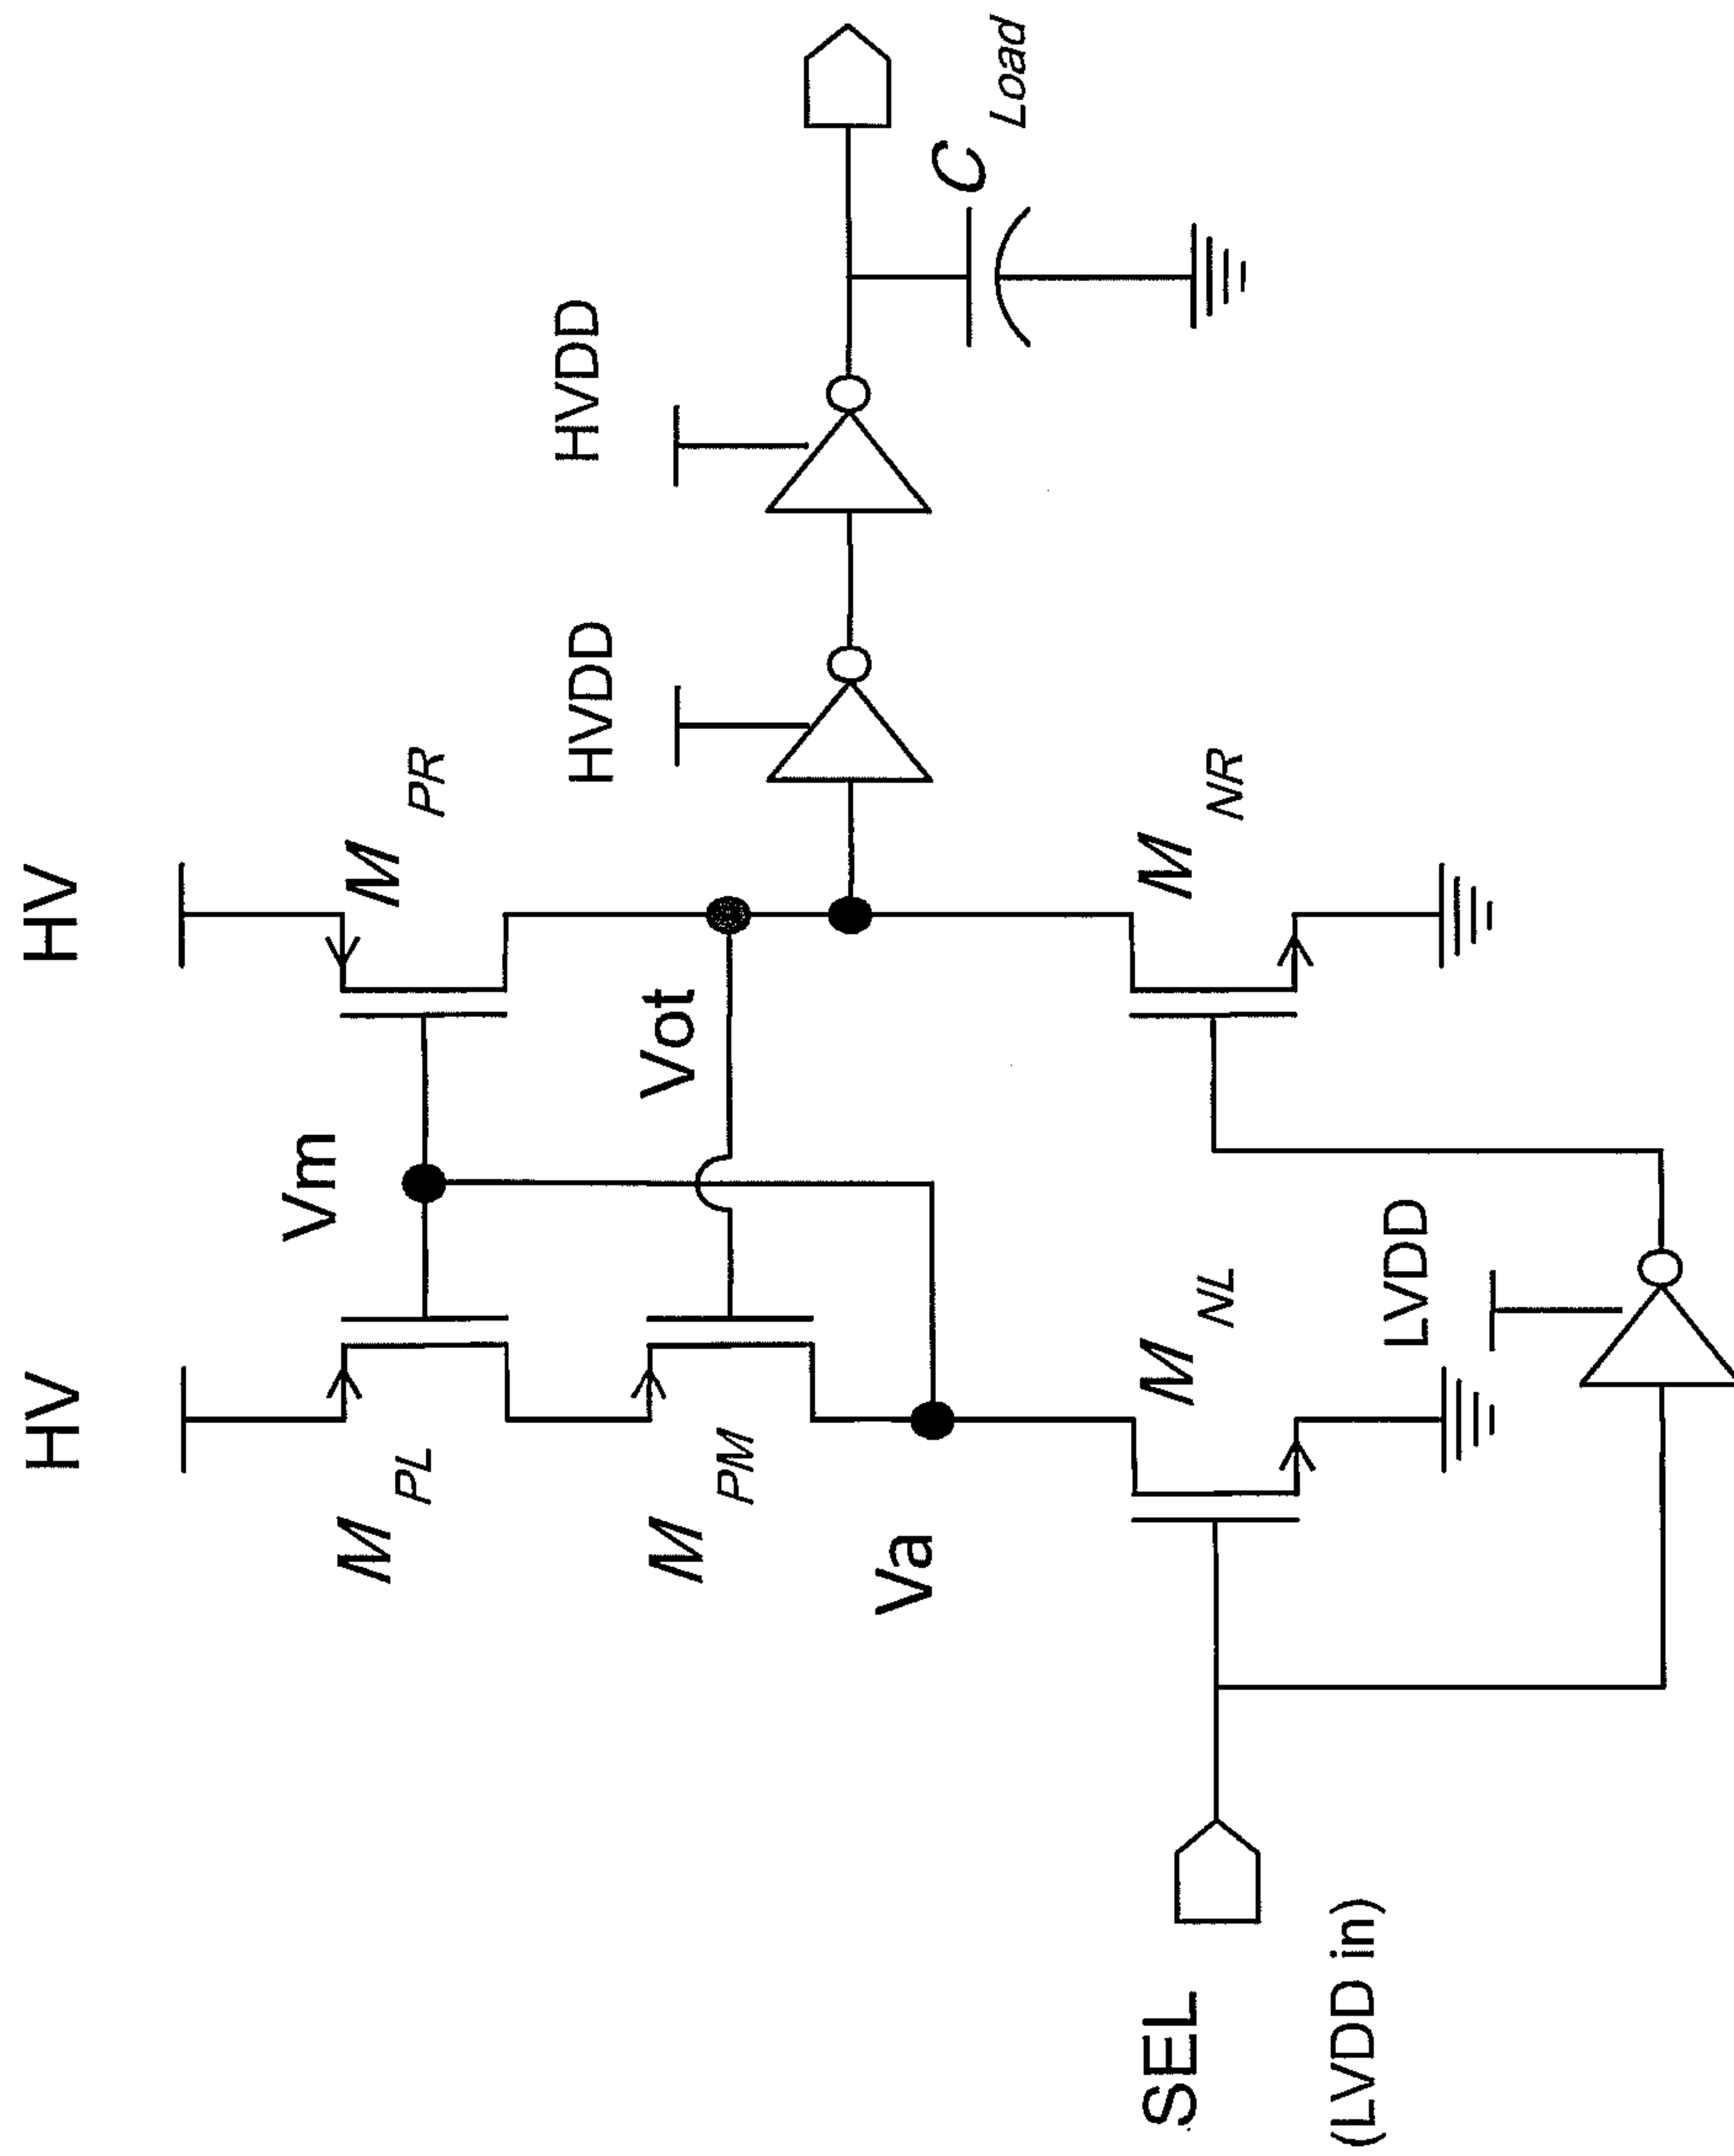 HV
HV
Vm
M PL
M PR
HVDD
HVDD
Vot
M PM
Va
C Load
SEL
M NL
M NR
(LVDD in)
LVDD